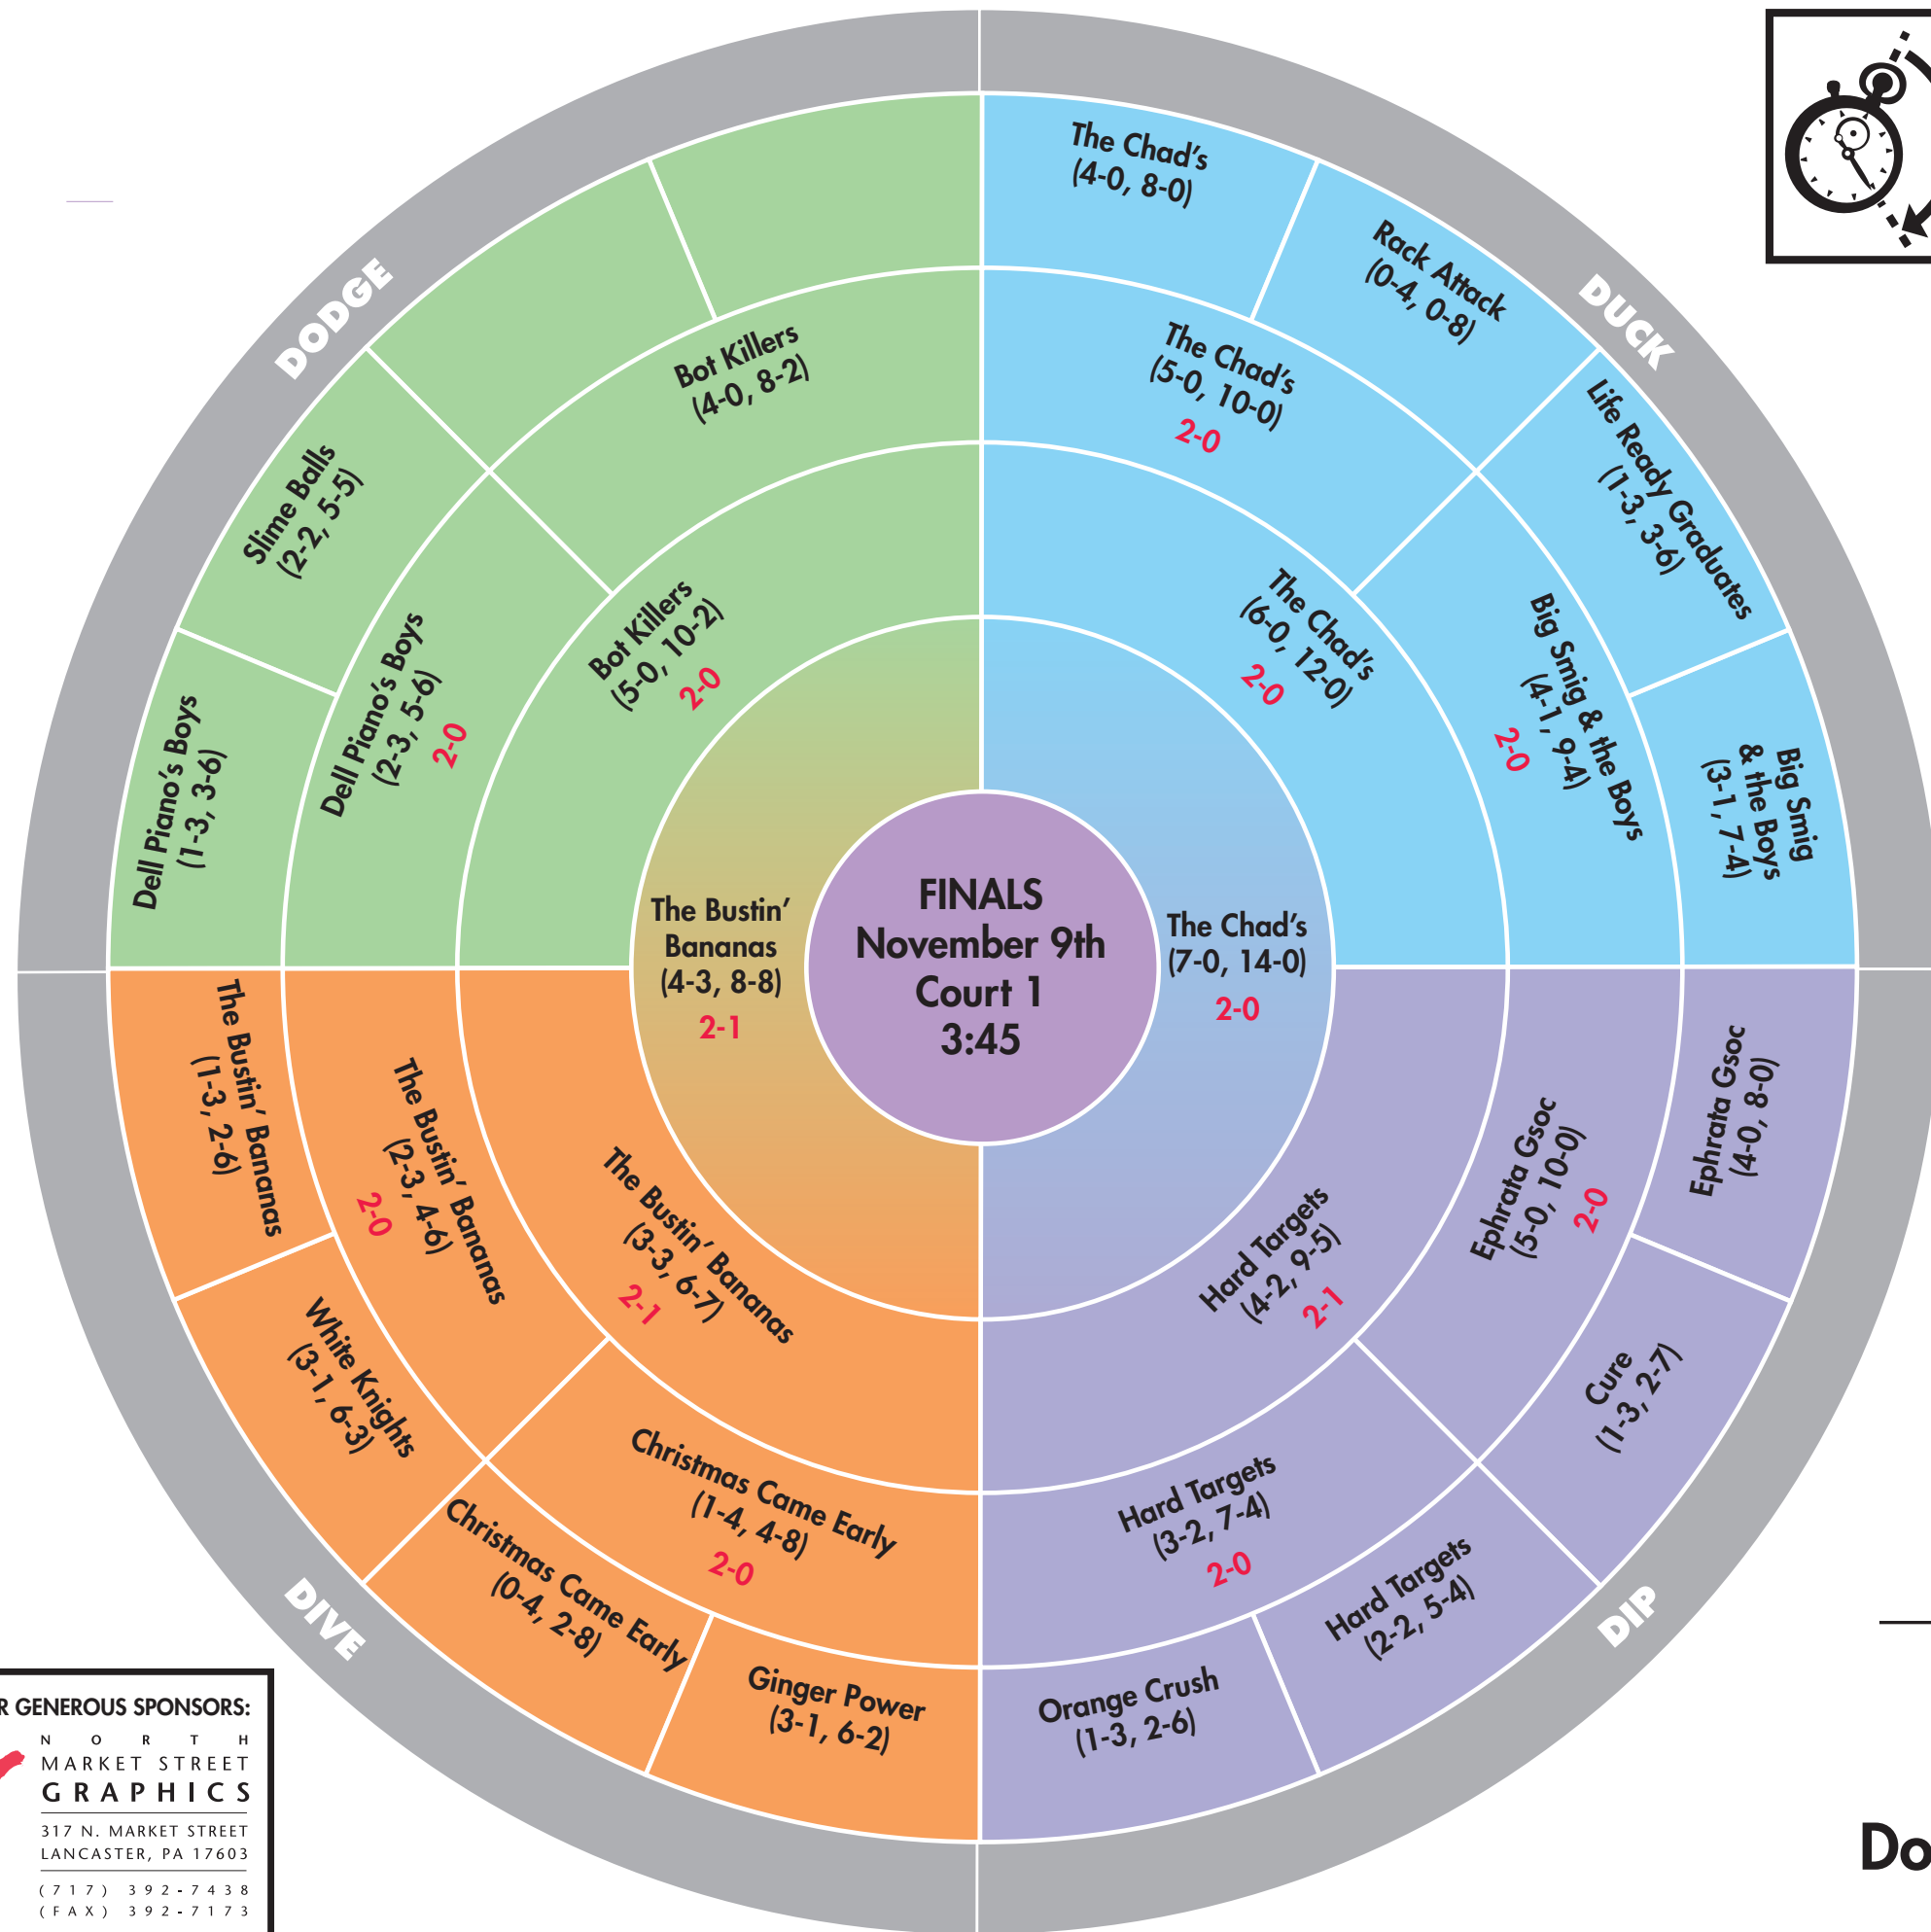 DODGE
Bot Killers
(4-0, 8-2)
Slime Balls
(2-2, 5-5)
Dell Piano's Boys
(1-3, 3-6)
Dell Piano's Boys
(2-3, 5-6)
2-0
Bot Killers
(5-0, 10-2)
2-0
DUCK
The Chad's
(4-0, 8-0)
Rack Attack
(0-4, 0-8)
Life Ready Graduates
(1-3, 3-6)
Big Smig
& the Boys
(3-1, 7-4)
The Chad's
(5-0, 10-0)
2-0
Big Smig & the Boys
(4-1, 9-4)
2-0
The Chad's
(6-0, 12-0)
2-0
The Bustin'
Bananas
(4-3, 8-8)
2-1
FINALS
November 9th
Court 1
3:45
The Chad's
(7-0, 14-0)
2-0
The Bustin' Bananas
(1-3, 2-6)
White Knights
(3-1, 6-3)
The Bustin' Bananas
(2-3, 4-6)
2-0
The Bustin' Bananas
(3-3, 6-7)
2-1
Christmas Came Early
(1-4, 4-8)
2-0
Christmas Came Early
(0-4, 2-8)
Ginger Power
(3-1, 6-2)
DIVE
Ephrata Gsoc
(4-0, 8-0)
Cure
(1-3, 2-7)
Ephrata Gsoc
(5-0, 10-0)
2-0
Hard Targets
(4-2, 9-5)
2-1
Hard Targets
(3-2, 7-4)
2-0
Hard Targets
(2-2, 5-4)
Orange Crush
(1-3, 2-6)
DIP
R GENEROUS SPONSORS:
NORTH
MARKET STREET
GRAPHICS
317 N. MARKET STREET
LANCASTER, PA 17603
(717) 392-7438
(FAX) 392-7173
Do